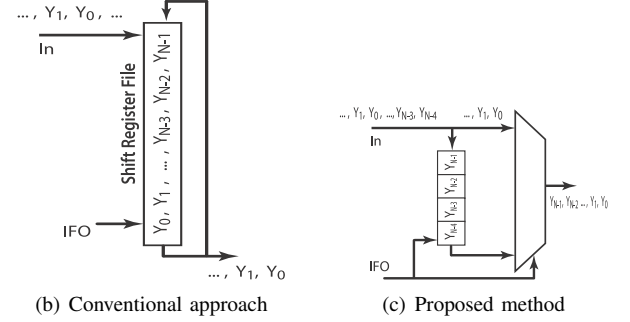 ..., Y1, Y0, ...
In
Shift Register File
Y0, Y1, ..., YN-3, YN-2, YN-1
IFO
..., Y1, Y0
(b) Conventional approach
..., Y1, Y0, ...,YN-3, YN-4
..., Y1, Y0
In
YN-1
YN-2
YN-3
YN-4
YN-1, YN-2 ..., Y1, Y0
IFO
(c) Proposed method